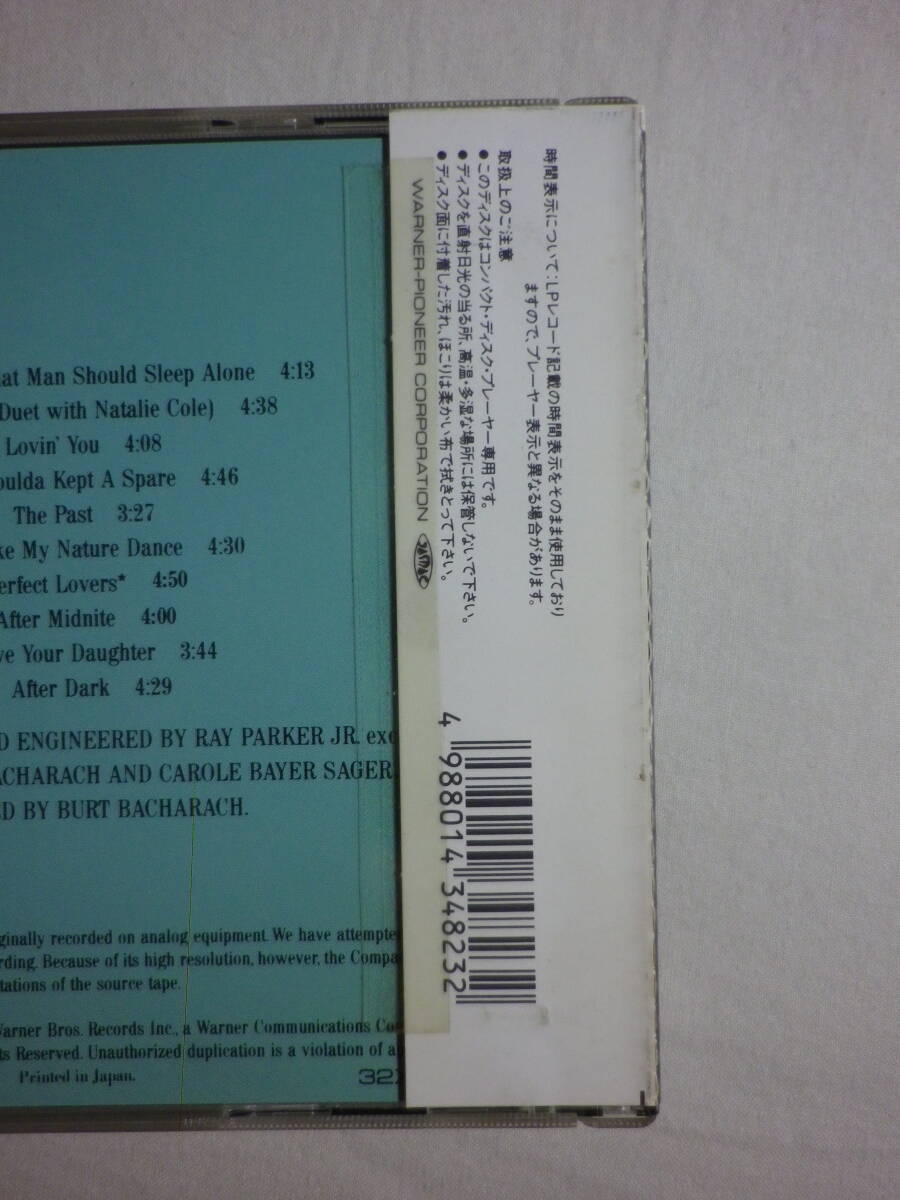 at Man Should Sleep Alone 4:13
(Duet with Natalie Cole) 4:38
Lovin' You 4:08
oulda Kept A Spare 4:46
The Past 3:27
ke My Nature Dance 4:30
erfect Lovers* 4:50
After Midnite 4:00
ve Your Daughter 3:44
After Dark 4:29
D ENGINEERED BY RAY PARKER JR. exc
ACHARACH AND CAROLE BAYER SAGER.
ED BY BURT BACHARACH.
ginally recorded on analog equipment. We have attempte
rding. Because of its high resolution, however, the Compa
tations of the source tape.
Warner Bros. Records Inc., a Warner Communications Co
ts Reserved. Unauthorized duplication is a violation of a
Printed in Japan.
32
時間表示について:LPレコード記載の時間表示をそのまま使用しており
ますので、プレーヤー表示と異なる場合があります。
取扱上のご注意
●このディスクはコンパクト・ディスク・プレーヤー専用です。
●ディスクを直射日光の当る所、高温・多湿な場所には保管しないで下さい。
●ディスク面に付着した汚れ、ほこりは柔かい布で拭きとって下さい。
WARNER-PIONEER CORPORATION JASRAC
4 988014 348232